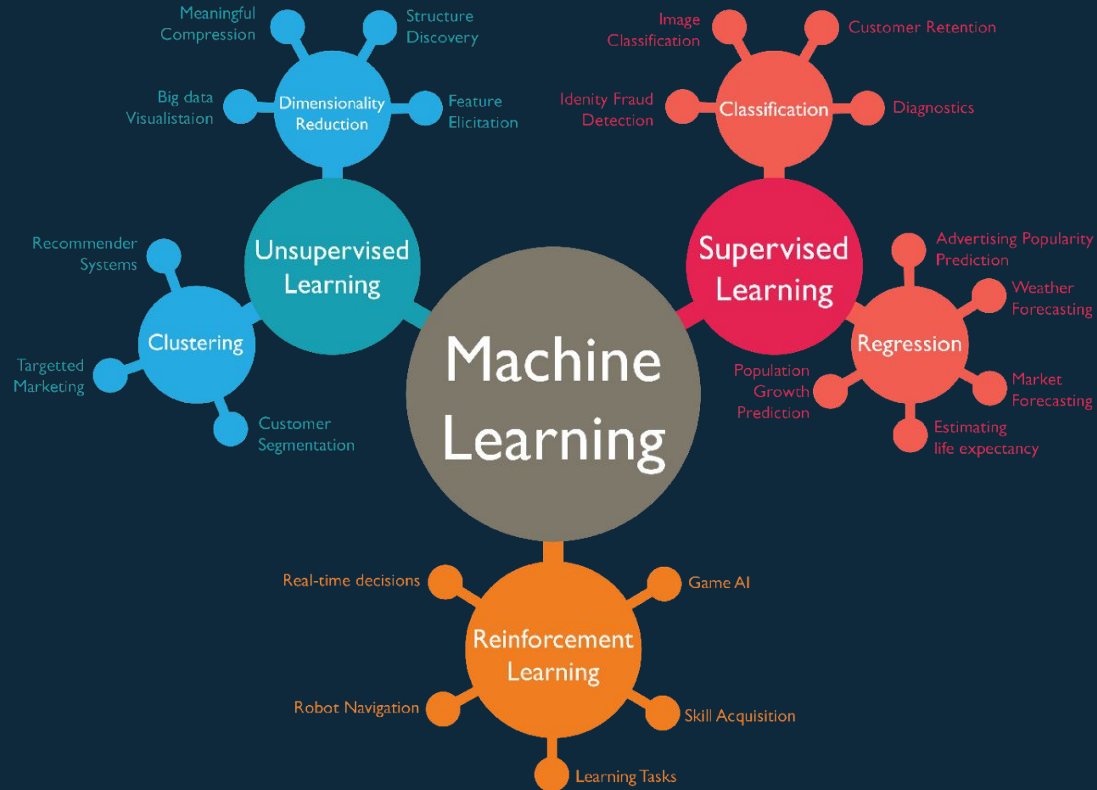 Meaningful
Compression
Structure
Discovery
Big data
Visualistaion
Dimensionality
Reduction
Feature
Elicitation
Image
Classification
Customer Retention
Idenity Fraud
Detection
Classification
Diagnostics
Recommender
Systems
Unsupervised
Learning
Clustering
Targetted
Marketing
Customer
Segmentation
Machine
Learning
Supervised
Learning
Advertising Popularity
Prediction
Weather
Forecasting
Regression
Population
Growth
Prediction
Market
Forecasting
Estimating
life expectancy
Real-time decisions
Game AI
Reinforcement
Learning
Robot Navigation
Skill Acquisition
Learning Tasks